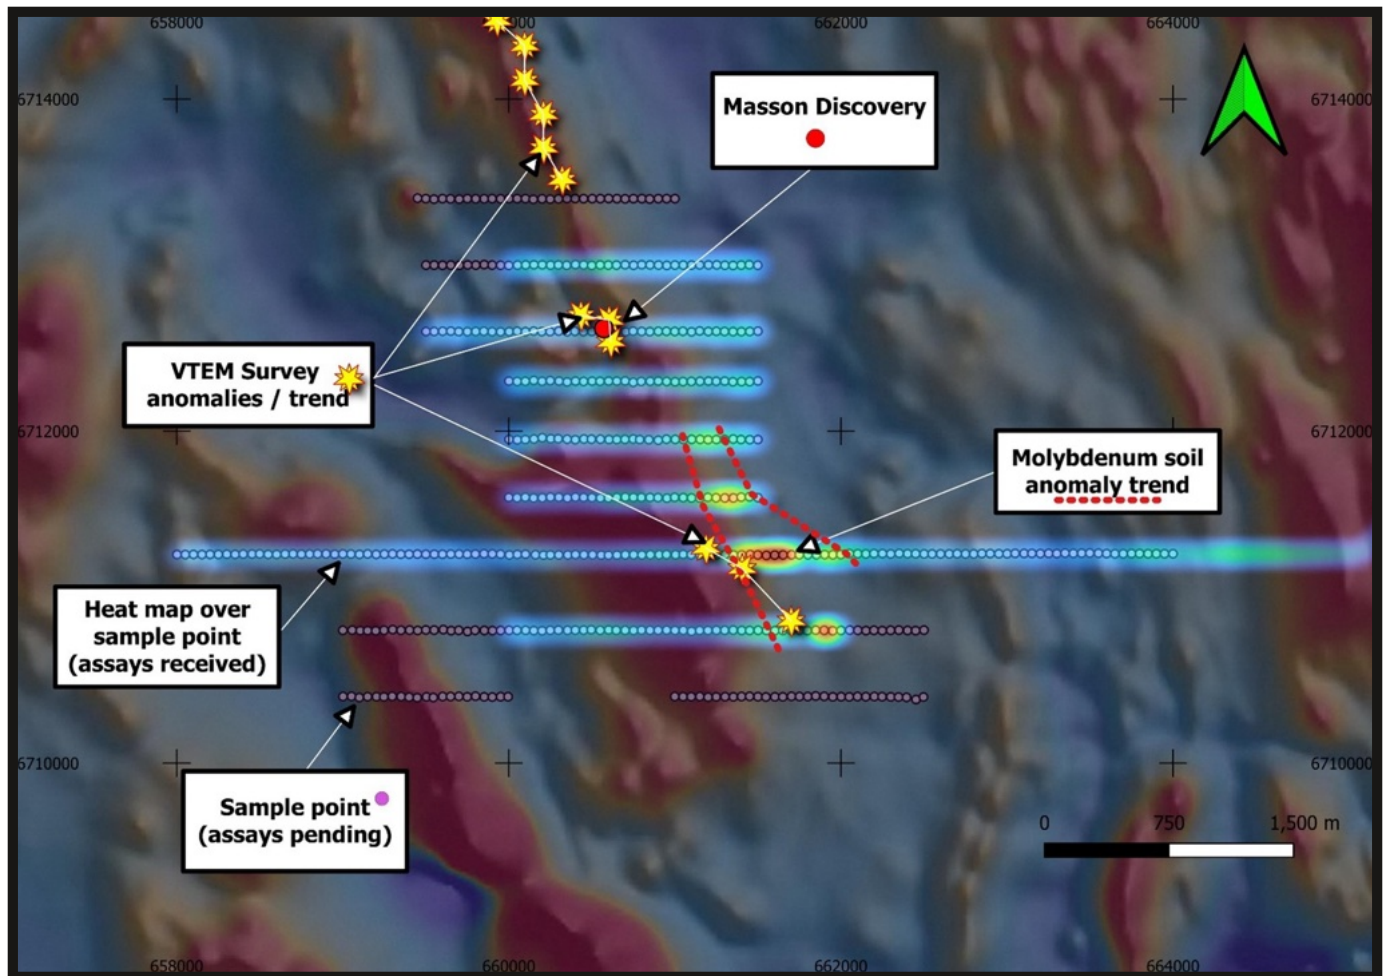 658000
660000
662000
664000
6714000
6714000
Masson Discovery
VTEM Survey
anomalies / trend
6712000
6712000
Molybdenum soil
anomaly trend
Heat map over
sample point
(assays received)
6710000
6710000
Sample point
(assays pending)
0 750 1,500 m
658000
660000
662000
664000